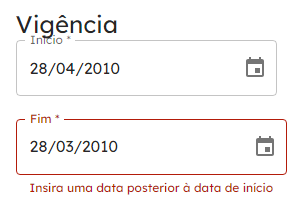 Vigência
Início *
28/04/2010
Fim *
28/03/2010
Insira uma data posterior à data de início